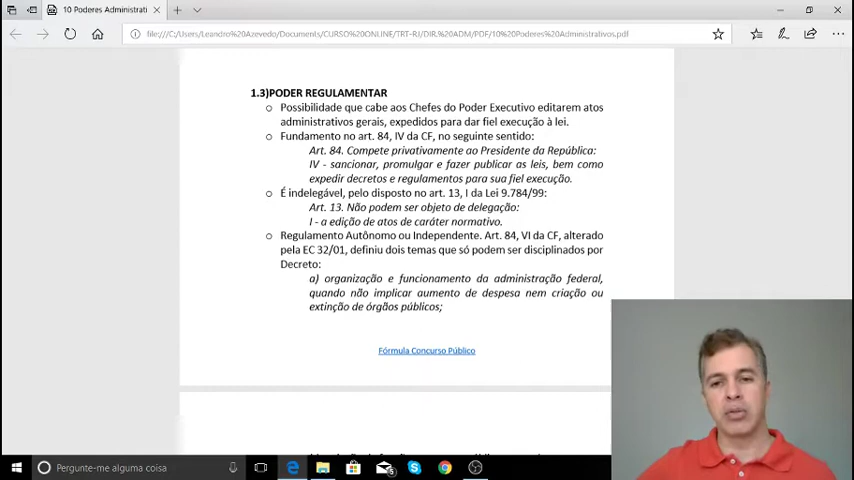 10 Poderes Administrati
file:///C:/Users/Leandro%20Azevedo/Documents/CURSO%20ONLINE/TRT-RJ/DIR.%20ADM/PDF/10%20Poderes%20Administrativos.pdf
1.3)PODER REGULAMENTAR
o Possibilidade que cabe aos Chefes do Poder Executivo editarem atos
administrativos gerais, expedidos para dar fiel execução à lei.
o Fundamento no art. 84, IV da CF, no seguinte sentido:
Art. 84. Compete privativamente ao Presidente da República:
IV - sancionar, promulgar e fazer publicar as leis, bem como
expedir decretos e regulamentos para sua fiel execução.
o É indelegável, pelo disposto no art. 13, I da Lei 9.784/99:
Art. 13. Não podem ser objeto de delegação:
I - a edição de atos de caráter normativo.
o Regulamento Autônomo ou Independente. Art. 84, VI da CF, alterado
pela EC 32/01, definiu dois temas que só podem ser disciplinados por
Decreto:
a) organização e funcionamento da administração federal,
quando não implicar aumento de despesa nem criação ou
extinção de órgãos públicos;
Fórmula Concurso Público
Pergunte-me alguma coisa